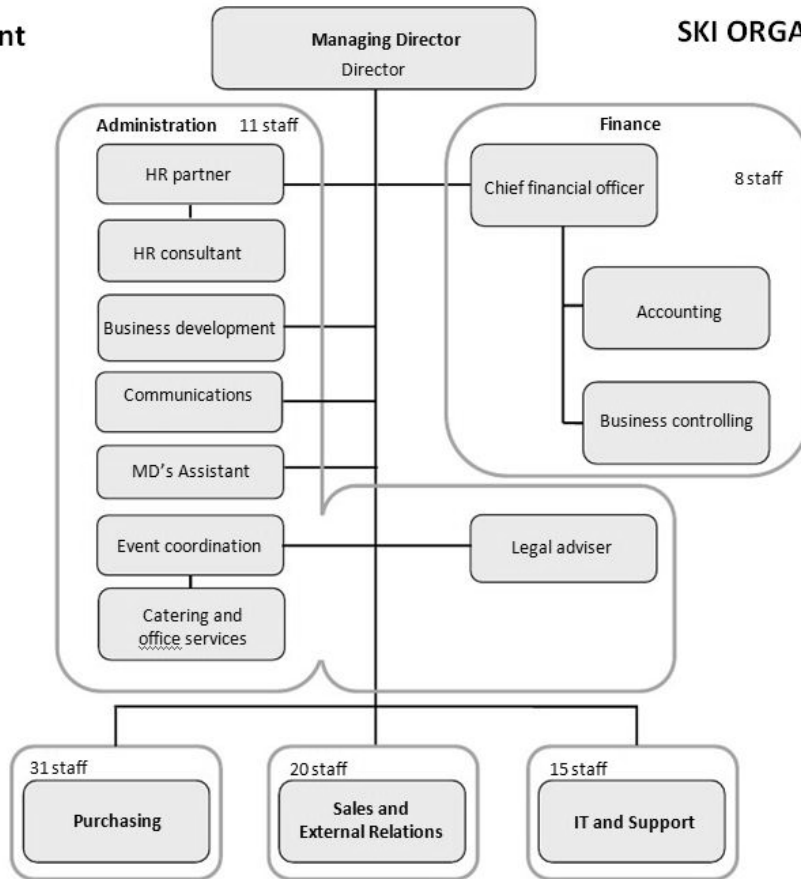 nt
SKI ORGA
Managing Director
Director
Administration 11 staff
HR partner
HR consultant
Business development
Communications
MD's Assistant
Event coordination
Catering and
office services
Finance
Chief financial officer
8 staff
Accounting
Business controlling
Legal adviser
31 staff
Purchasing
20 staff
Sales and
External Relations
15 staff
IT and Support